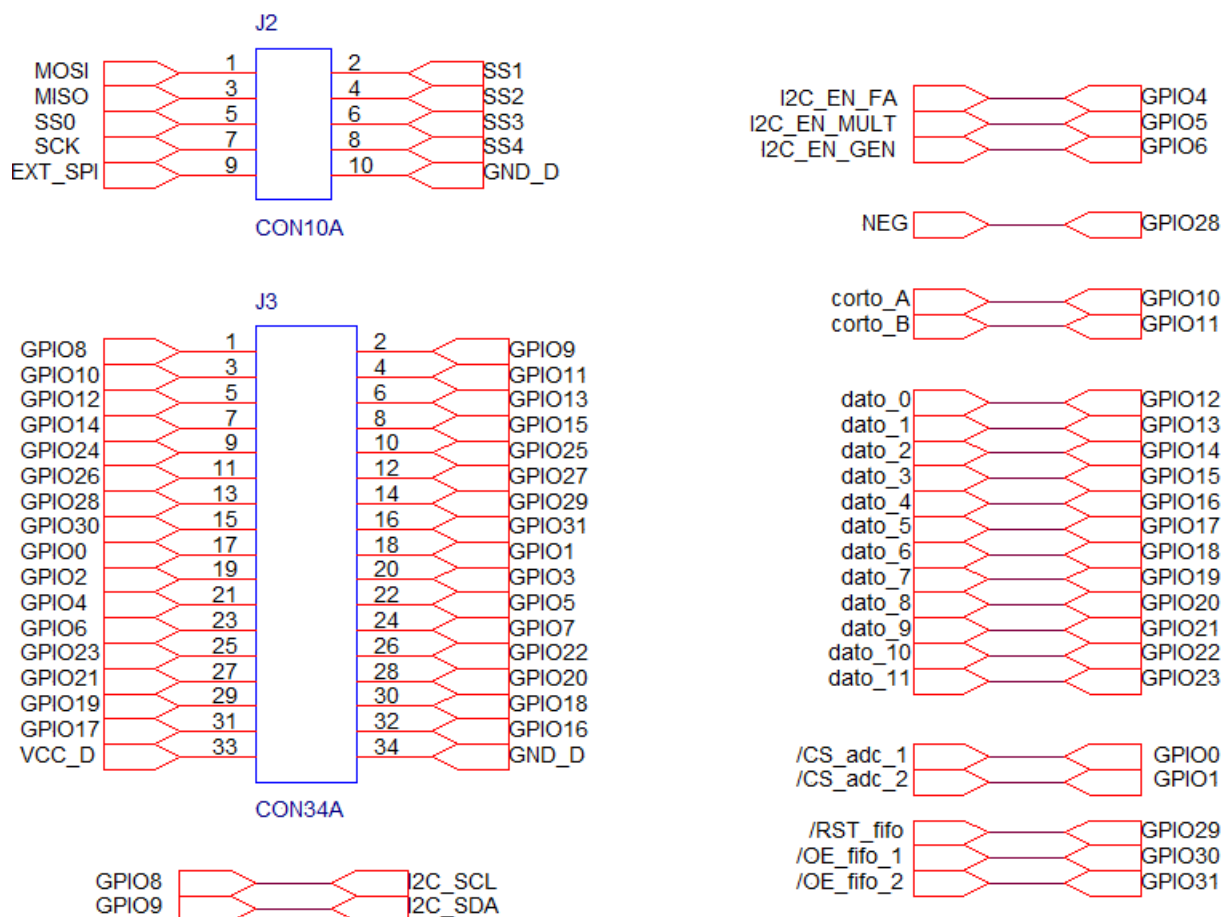 J2
MOSI 1 2 SS1
MISO 3 4 SS2
SS0 5 6 SS3
SCK 7 8 SS4
EXT_SPI 9 10 GND_D
CON10A
J3
GPIO8 1 2 GPIO9
GPIO10 3 4 GPIO11
GPIO12 5 6 GPIO13
GPIO14 7 8 GPIO15
GPIO24 9 10 GPIO25
GPIO26 11 12 GPIO27
GPIO28 13 14 GPIO29
GPIO30 15 16 GPIO31
GPIO0 17 18 GPIO1
GPIO2 19 20 GPIO3
GPIO4 21 22 GPIO5
GPIO6 23 24 GPIO7
GPIO23 25 26 GPIO22
GPIO21 27 28 GPIO20
GPIO19 29 30 GPIO18
GPIO17 31 32 GPIO16
VCC_D 33 34 GND_D
CON34A
GPIO8 I2C_SCL
GPIO9 I2C_SDA
I2C_EN_FA GPIO4
I2C_EN_MULT GPIO5
I2C_EN_GEN GPIO6
NEG GPIO28
corto_A GPIO10
corto_B GPIO11
dato_0 GPIO12
dato_1 GPIO13
dato_2 GPIO14
dato_3 GPIO15
dato_4 GPIO16
dato_5 GPIO17
dato_6 GPIO18
dato_7 GPIO19
dato_8 GPIO20
dato_9 GPIO21
dato_10 GPIO22
dato_11 GPIO23
/CS_adc_1 GPIO0
/CS_adc_2 GPIO1
/RST_fifo GPIO29
/OE_fifo_1 GPIO30
/OE_fifo_2 GPIO31